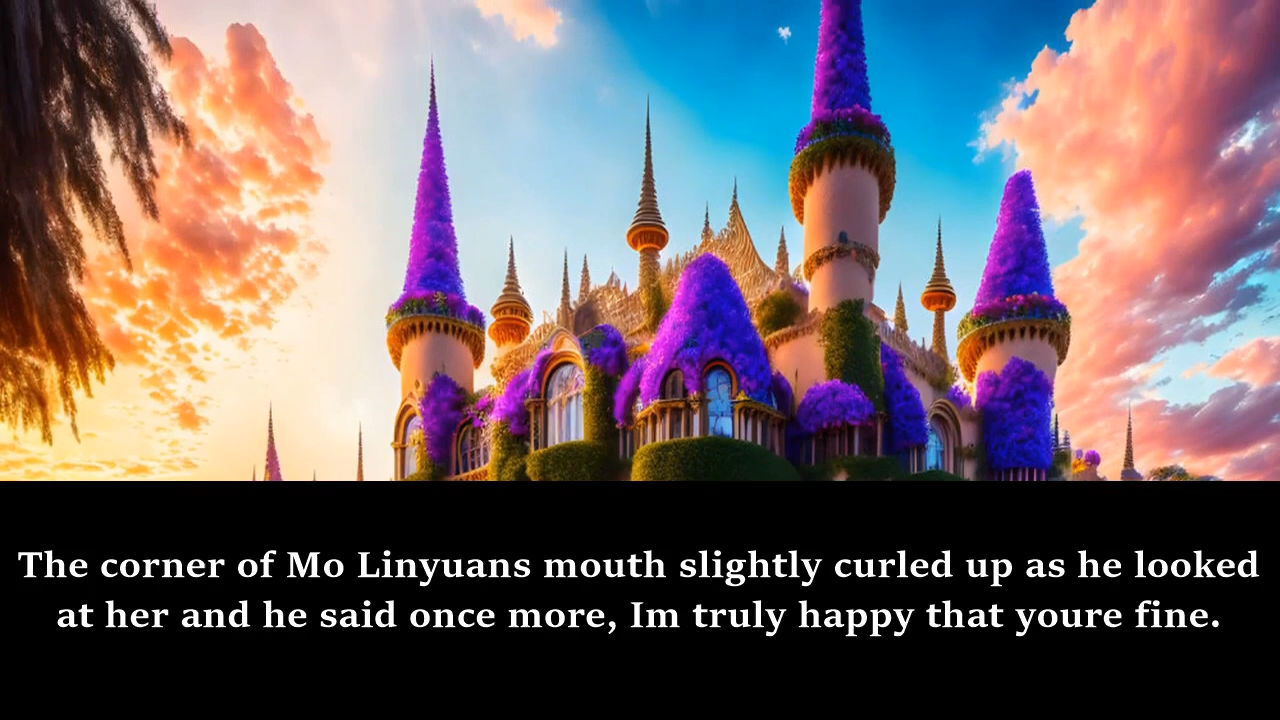 The corner of Mo Linyuans mouth slightly curled up as he looked
at her and he said once more, Im truly happy that youre fine.